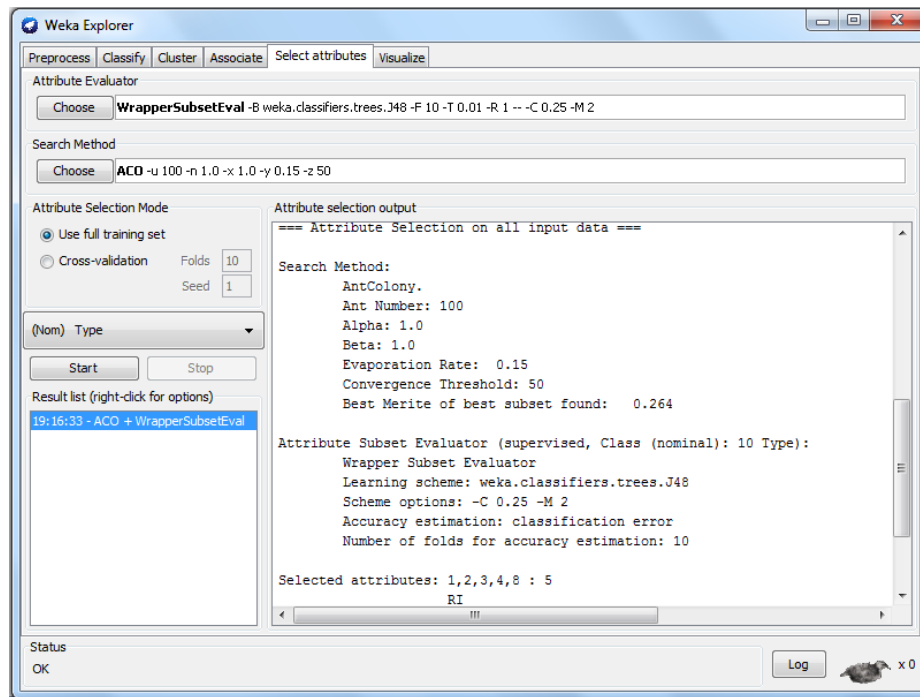 Weka Explorer
Preprocess Classify Cluster Associate Select attributes Visualize
Attribute Evaluator
Choose WrapperSubsetEval -B weka.classifiers.trees.J48 -F 10 -T 0.01 -R 1 -- -C 0.25 -M 2
Search Method
Choose ACO -u 100 -n 1.0 -x 1.0 -y 0.15 -z 50
Attribute Selection Mode
Use full training set
Cross-validation Folds 10
Seed 1
(Nom) Type
Start Stop
Result list (right-click for options)
19:16:33 - ACO + WrapperSubsetEval
Attribute selection output
=== Attribute Selection on all input data ===
Search Method:
AntColony.
Ant Number: 100
Alpha: 1.0
Beta: 1.0
Evaporation Rate: 0.15
Convergence Threshold: 50
Best Merite of best subset found: 0.264
Attribute Subset Evaluator (supervised, Class (nominal): 10 Type):
Wrapper Subset Evaluator
Learning scheme: weka.classifiers.trees.J48
Scheme options: -C 0.25 -M 2
Accuracy estimation: classification error
Number of folds for accuracy estimation: 10
Selected attributes: 1,2,3,4,8 : 5
RI
Status
OK
Log x 0